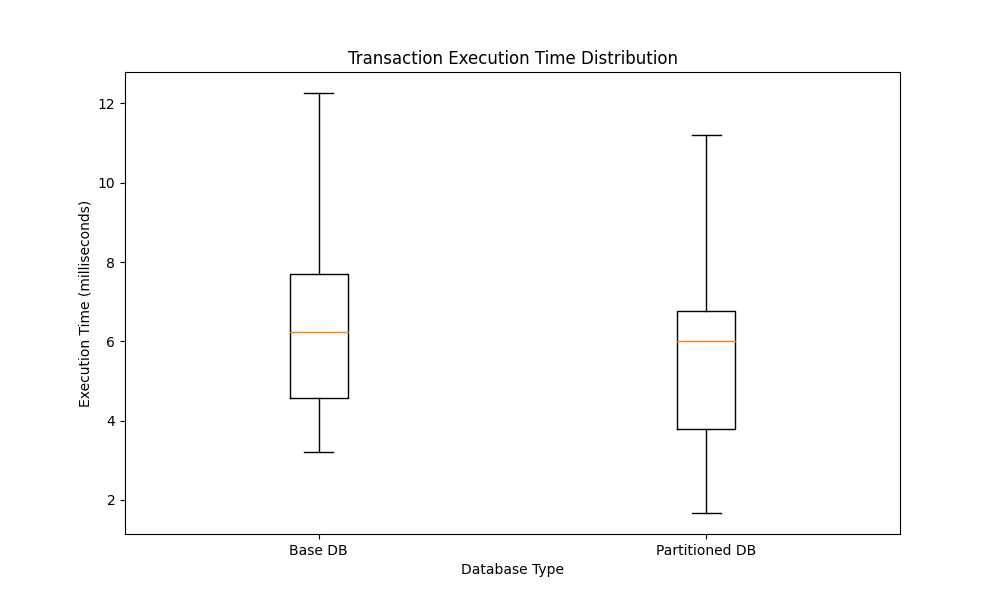 Transaction Execution Time Distribution
12
10
8
6
4
2
Execution Time (milliseconds)
Base DB
Partitioned DB
Database Type